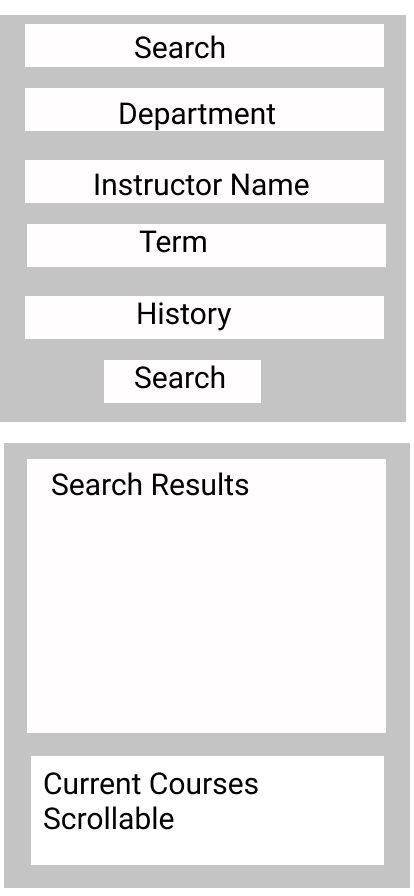 Search
Department
Instructor Name
Term
History
Search
Search Results
Current Courses
Scrollable